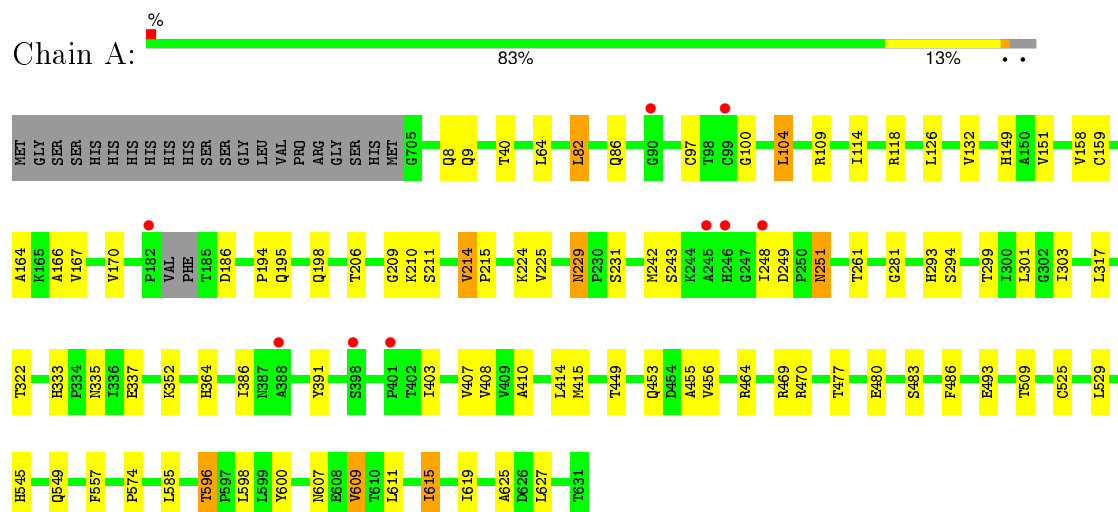 %
Chain A:
83% 13% • •
MET GLY SER SER HIS HIS HIS HIS HIS HIS SER SER GLY LEU VAL PRO ARG GLY SER HIS MET G705 Q8 Q9 T40 L64 L82 Q86 G90 C97 T98 C99 G100 L104 R109 I114 R118 L126 V132 H149 A150 V151 V158 C159
A164 K165 A166 V167 V170 P182 VAL PHE T185 D186 P194 Q195 Q198 T206 G209 K210 S211 V214 P215 K224 V225 N229 P230 S231 M242 S243 K244 A245 H246 G247 I248 D249 P250 N251 T261 G281 H293 S294 T299 I300 L301 G302 I303 L317
T322 H333 P334 N335 I336 E337 K352 H364 I386 N387 A388 Y391 S398 P401 T402 I403 V407 V408 V409 A410 L414 M415 T449 Q453 D454 A455 V456 R464 R469 R470 T477 E480 S483 F486 E493 T509 C525 L529
H545 Q549 F557 P574 L585 T596 P597 L598 L599 Y600 N607 E608 V609 T610 L611 I615 I619 A625 D626 L627 T631